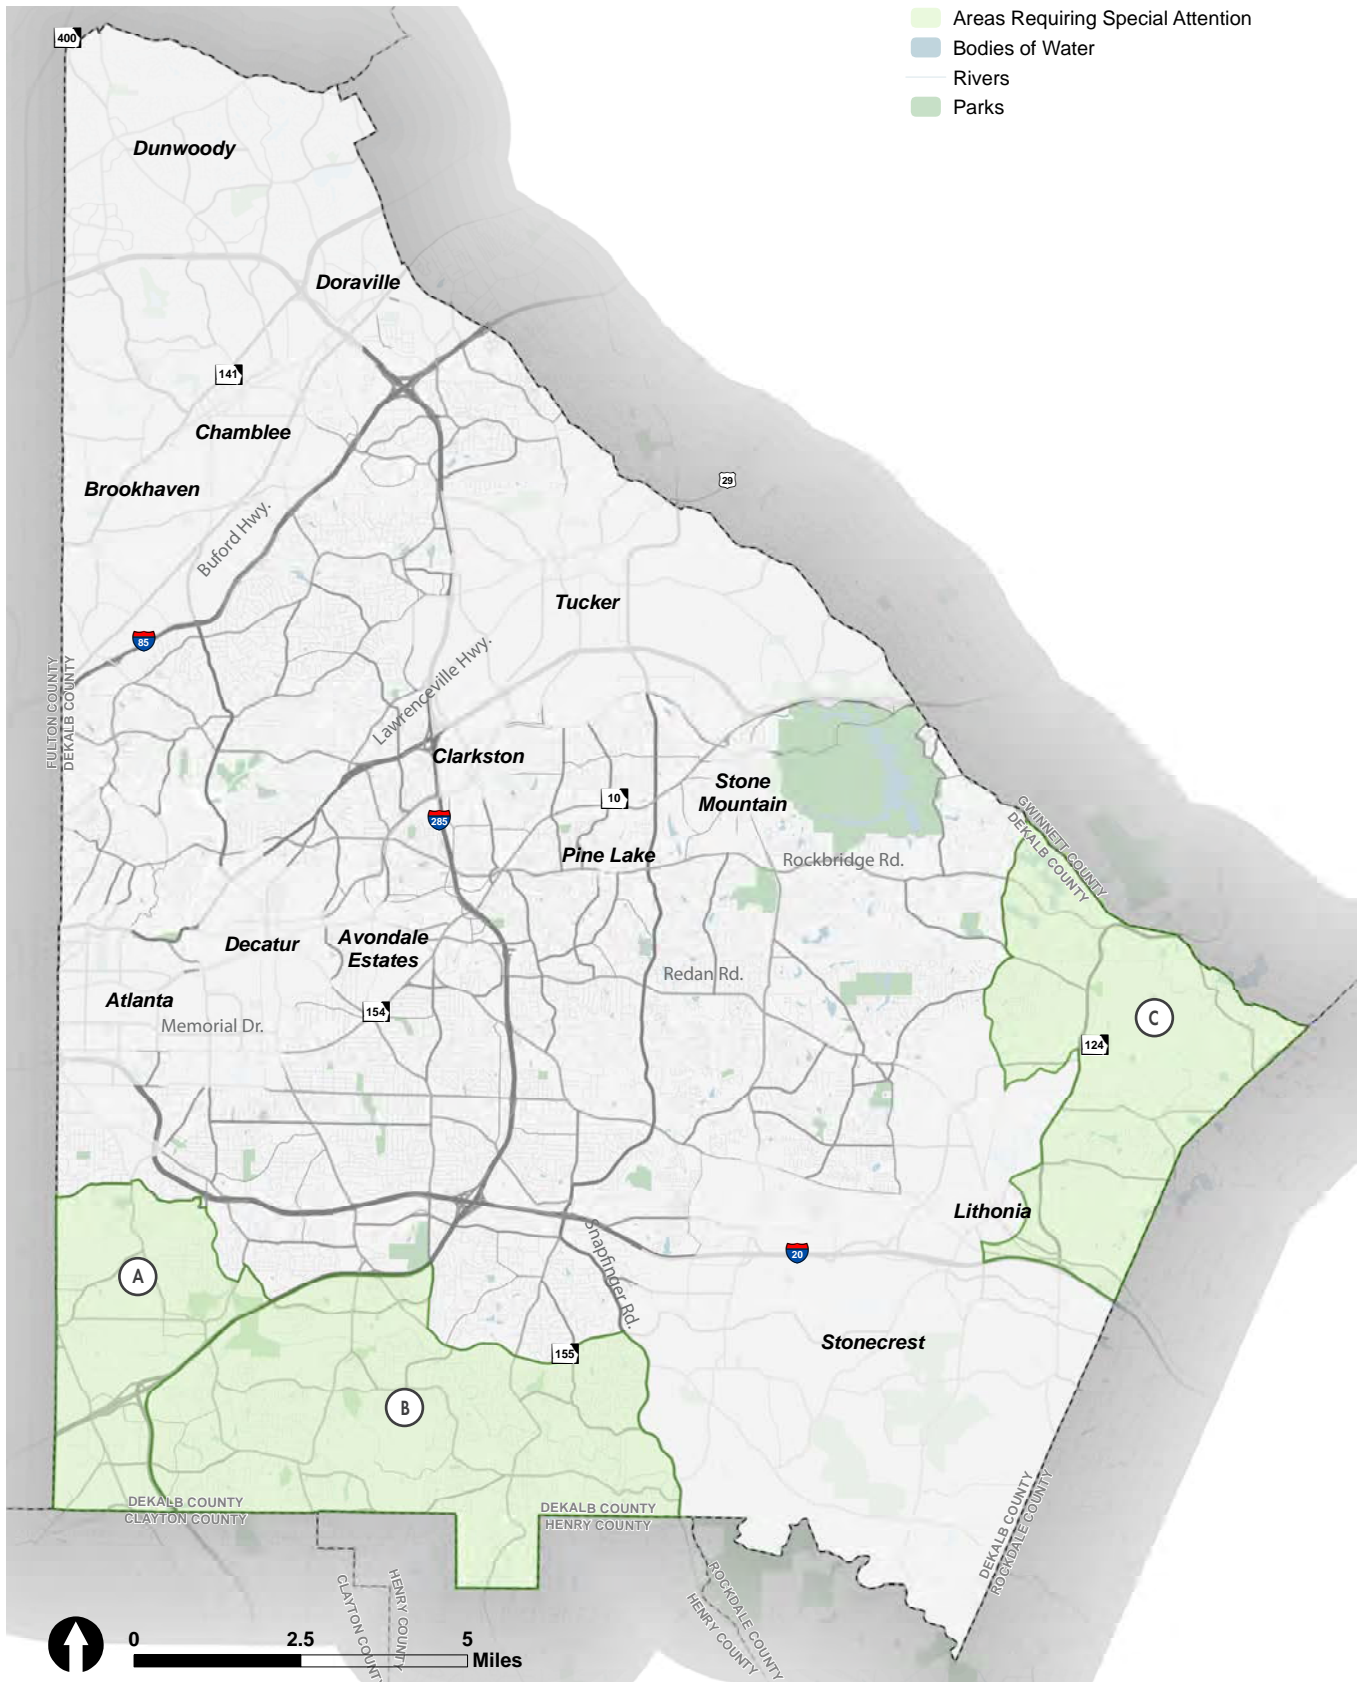 Areas Requiring Special Attention
Bodies of Water
Rivers
Parks
400
Dunwoody
Doraville
141
Chamblee
Brookhaven
29
Buford Hwy.
Tucker
85
Lawrenceville Hwy.
FULTON COUNTY
DEKALB COUNTY
Clarkston
Stone
Mountain
10
285
GWINNETT COUNTY
DEKALB COUNTY
Pine Lake
Rockbridge Rd.
Decatur
Avondale
Estates
Redan Rd.
Atlanta
154
Memorial Dr.
C
124
Lithonia
20
Snapfinger Rd.
A
Stonecrest
155
B
DEKALB COUNTY
CLAYTON COUNTY
DEKALB COUNTY
HENRY COUNTY
DEKALB COUNTY
ROCKDALE COUNTY
CLAYTON COUNTY
HENRY COUNTY
ROCKDALE COUNTY
HENRY COUNTY
0 2.5 5
Miles